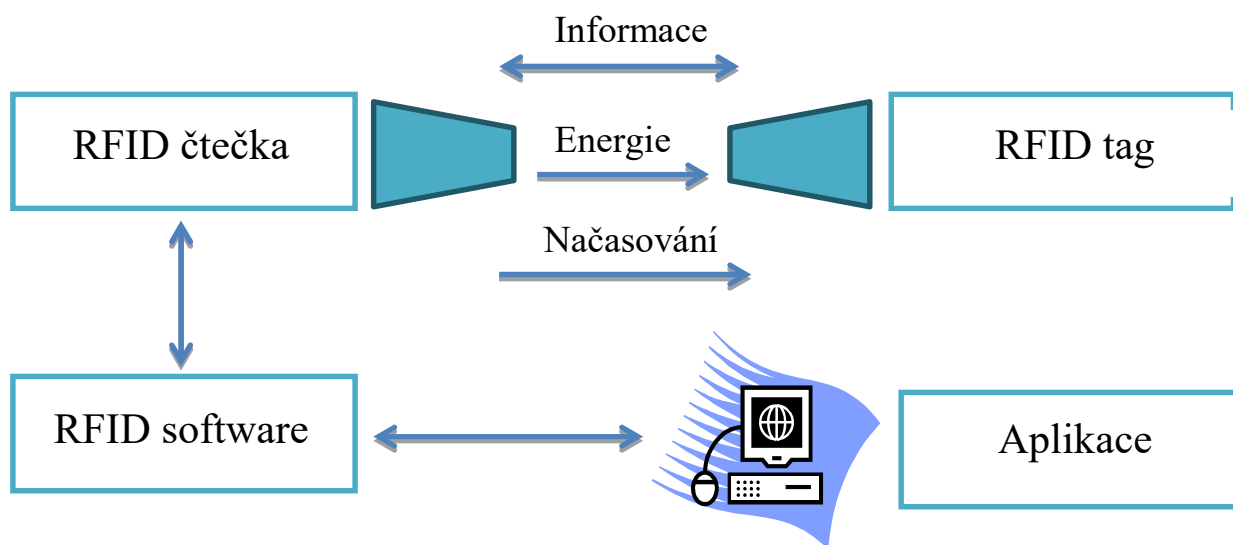 Informace
RFID čtečka
Energie
RFID tag
Načasování
RFID software
Aplikace